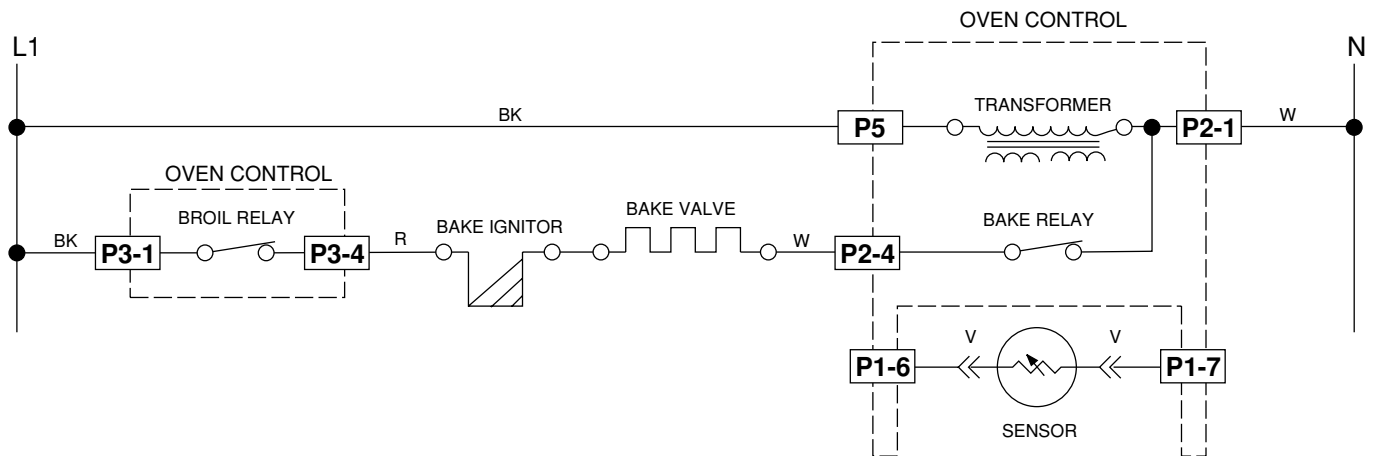 OVEN CONTROL
L1
N
BK
P5
TRANSFORMER
P2-1
W
OVEN CONTROL
BROIL RELAY
BK
P3-1
P3-4
R
BAKE IGNITOR
BAKE VALVE
W
P2-4
BAKE RELAY
V
V
P1-6
P1-7
SENSOR